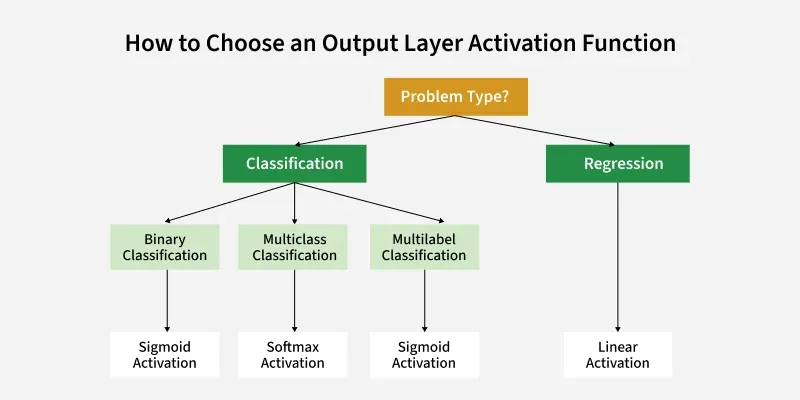 How to Choose an Output Layer Activation Function
Problem Type?
Classification
Regression
Binary
Classification
Multiclass
Classification
Multilabel
Classification
Sigmoid
Activation
Softmax
Activation
Sigmoid
Activation
Linear
Activation